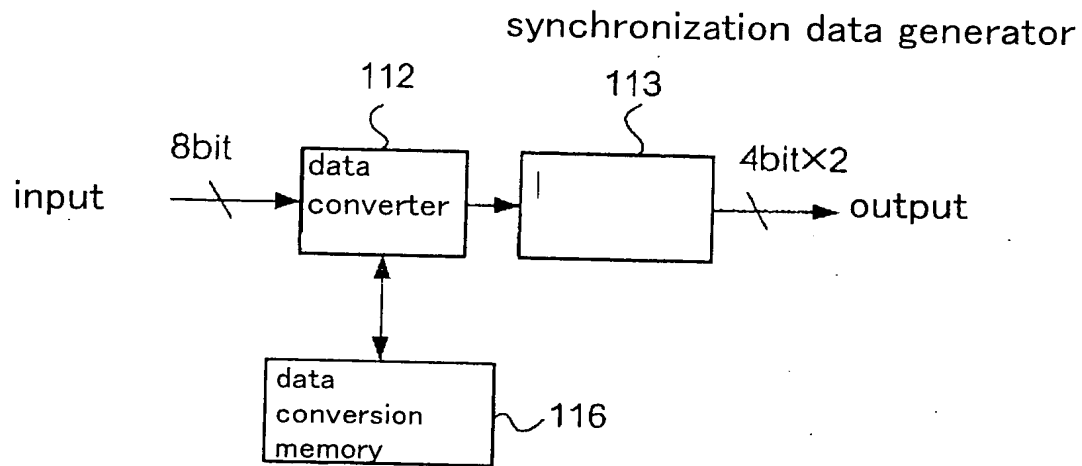 synchronization data generator
112
113
8bit
4bit×2
input
data
converter
output
data
conversion
memory
116